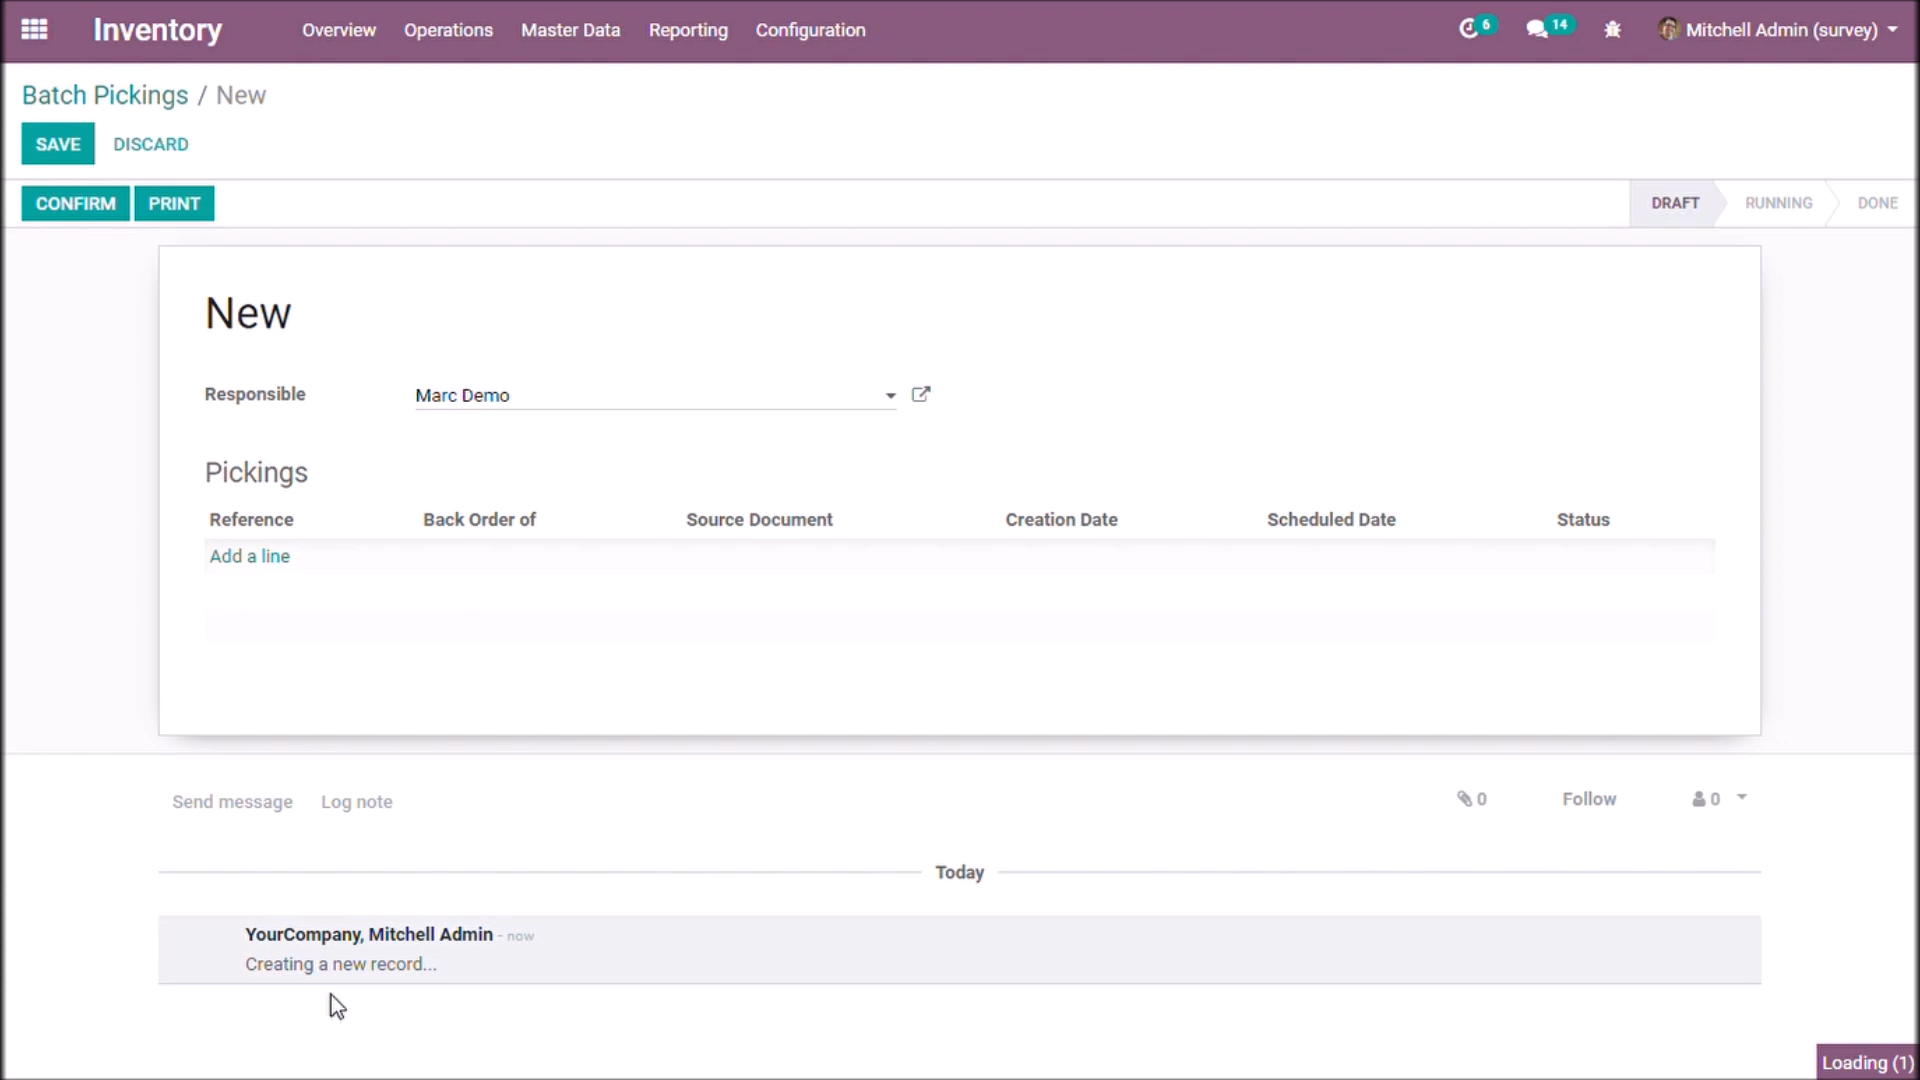 Inventory Overview Operations Master Data Reporting Configuration 6 14 Mitchell Admin (survey)
Batch Pickings / New
SAVE DISCARD
CONFIRM PRINT DRAFT RUNNING DONE
New
Responsible Marc Demo
Pickings
Reference Back Order of Source Document Creation Date Scheduled Date Status
Add a line
Send message Log note 0 Follow 0
Today
YourCompany, Mitchell Admin - now
Creating a new record...
Loading (1)